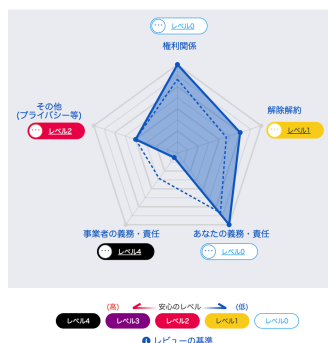 レベル0
権利関係
その他
(プライバシー等)
レベル2
解除解約
レベル1
事業者の義務・責任
レベル4
あなたの義務・責任
レベル0
(高) 安心のレベル (低)
レベル4 レベル3 レベル2 レベル1 レベル0
レビューの基準